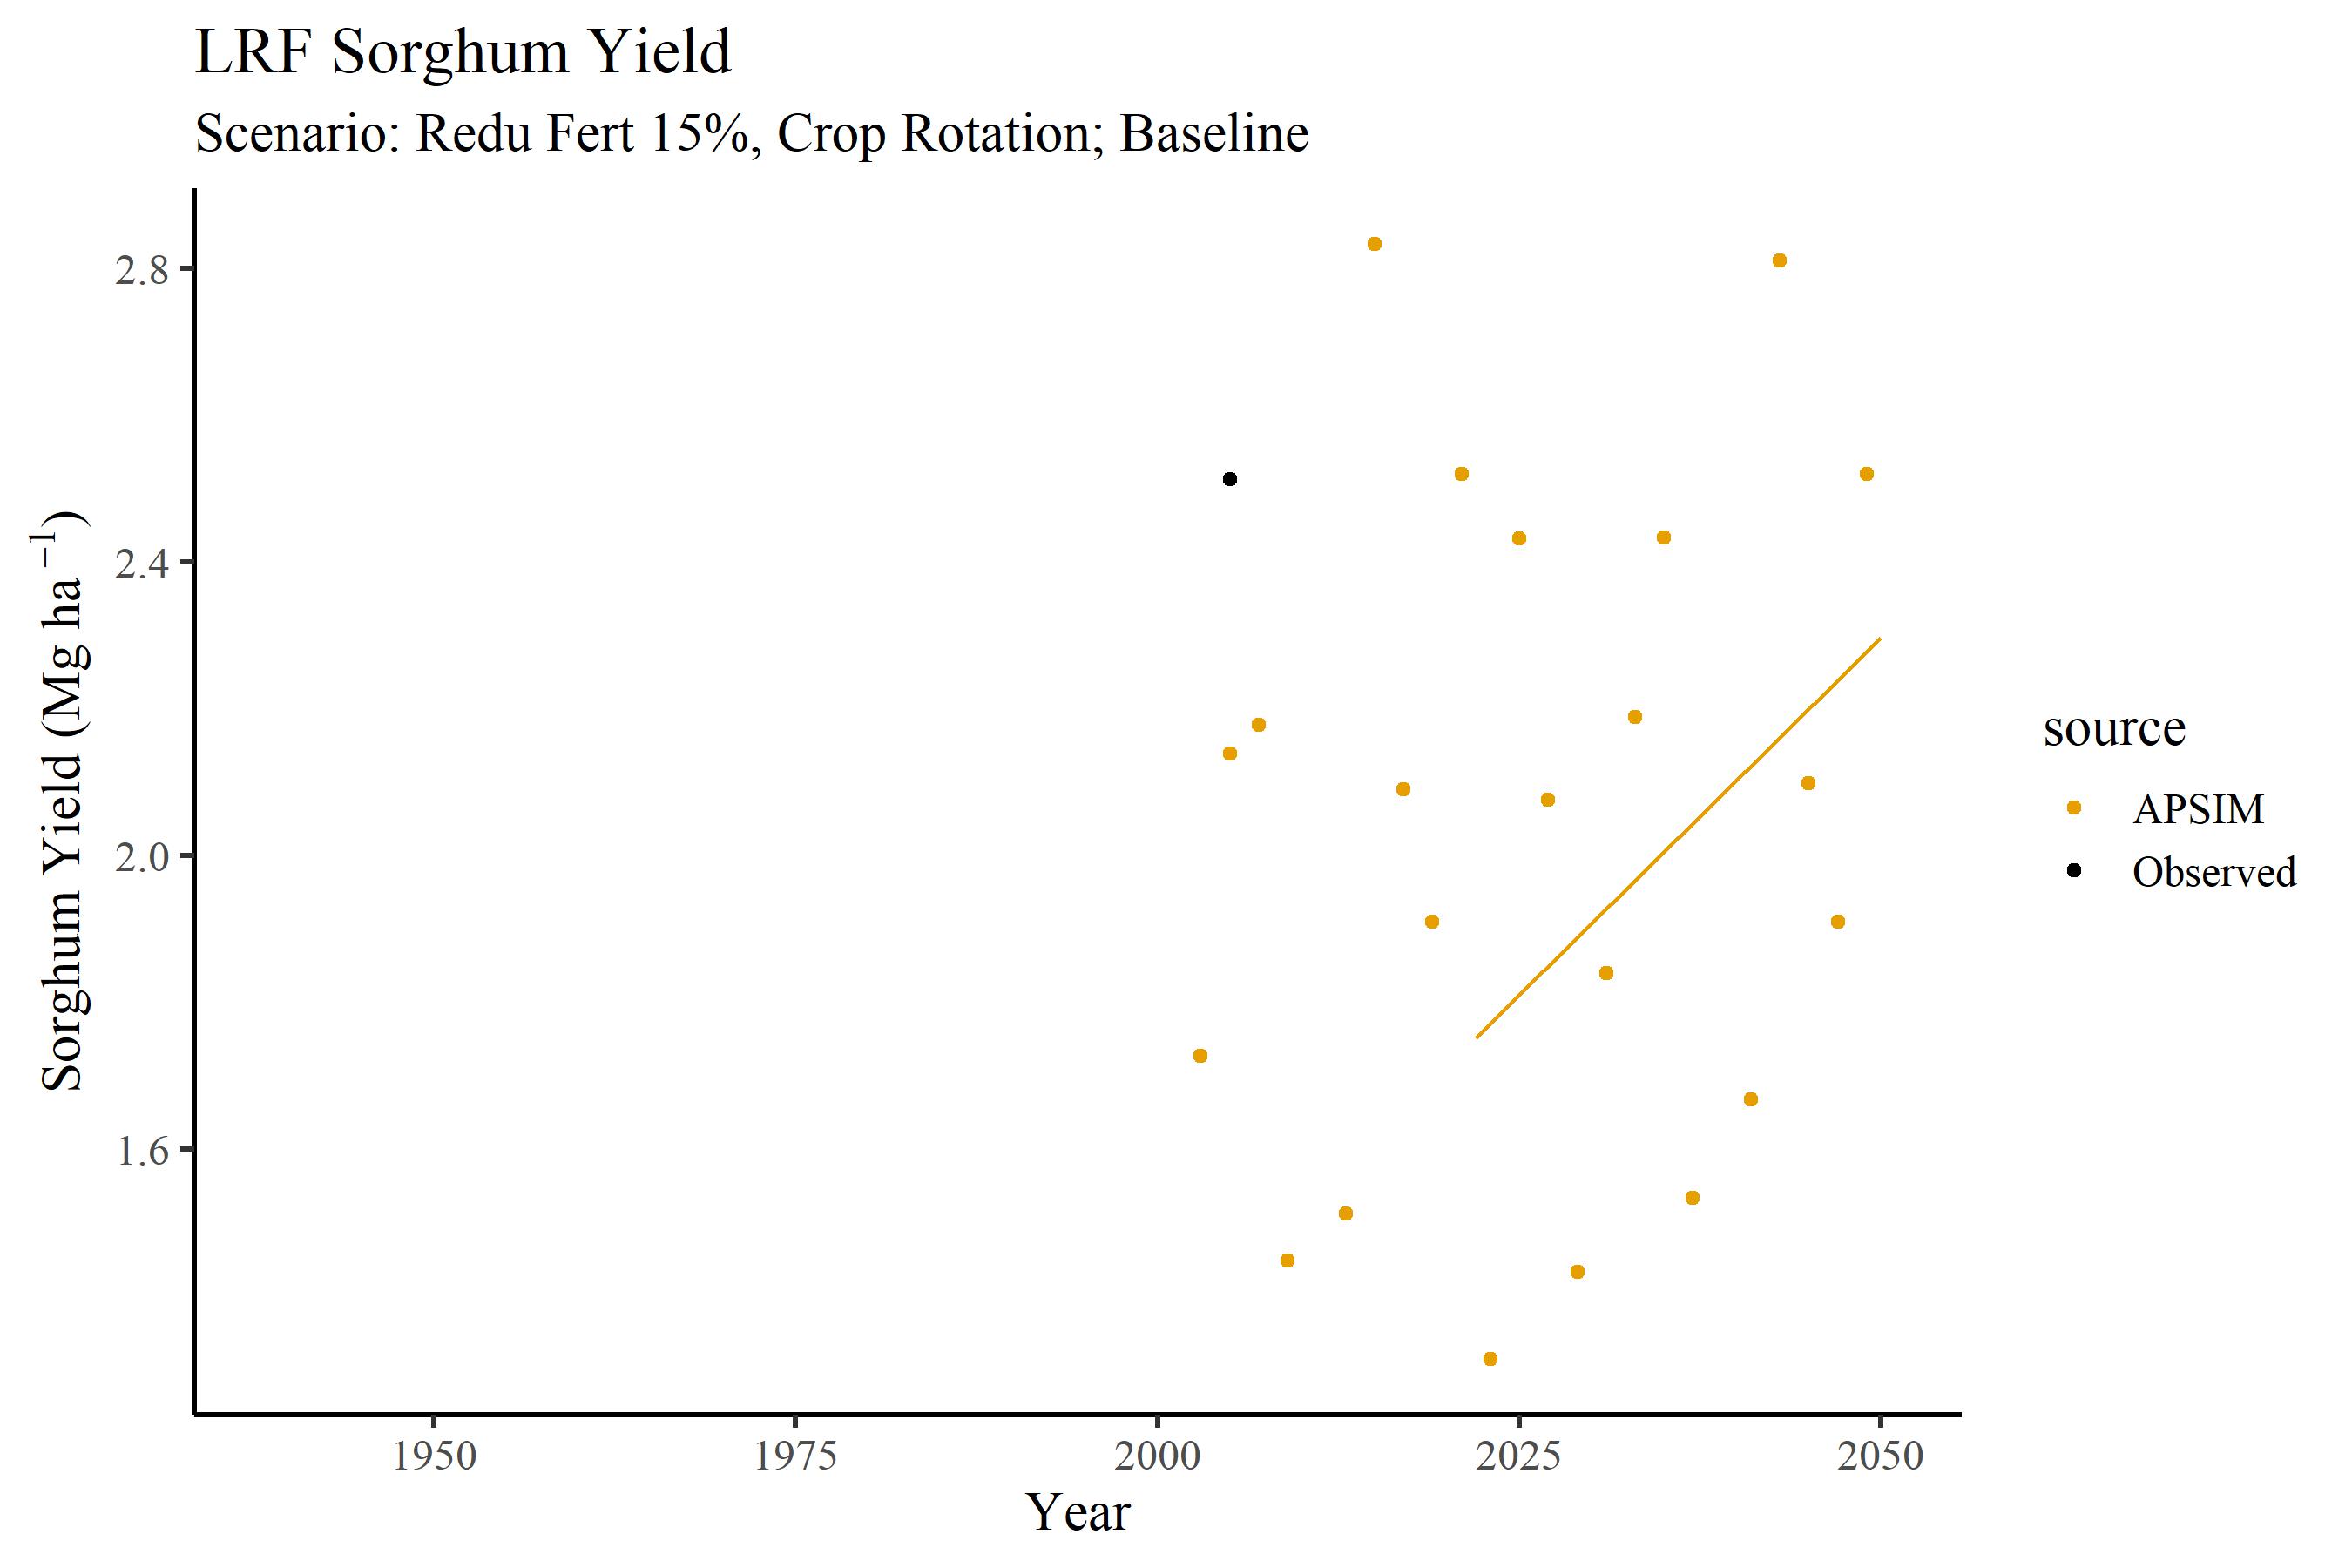 LRF Sorghum Yield
Scenario: Redu Fert 15%, Crop Rotation; Baseline
Sorghum Yield (Mg ha⁻¹)
2.8
2.4
2.0
1.6
1950 1975 2000 2025 2050
Year
source
APSIM
Observed